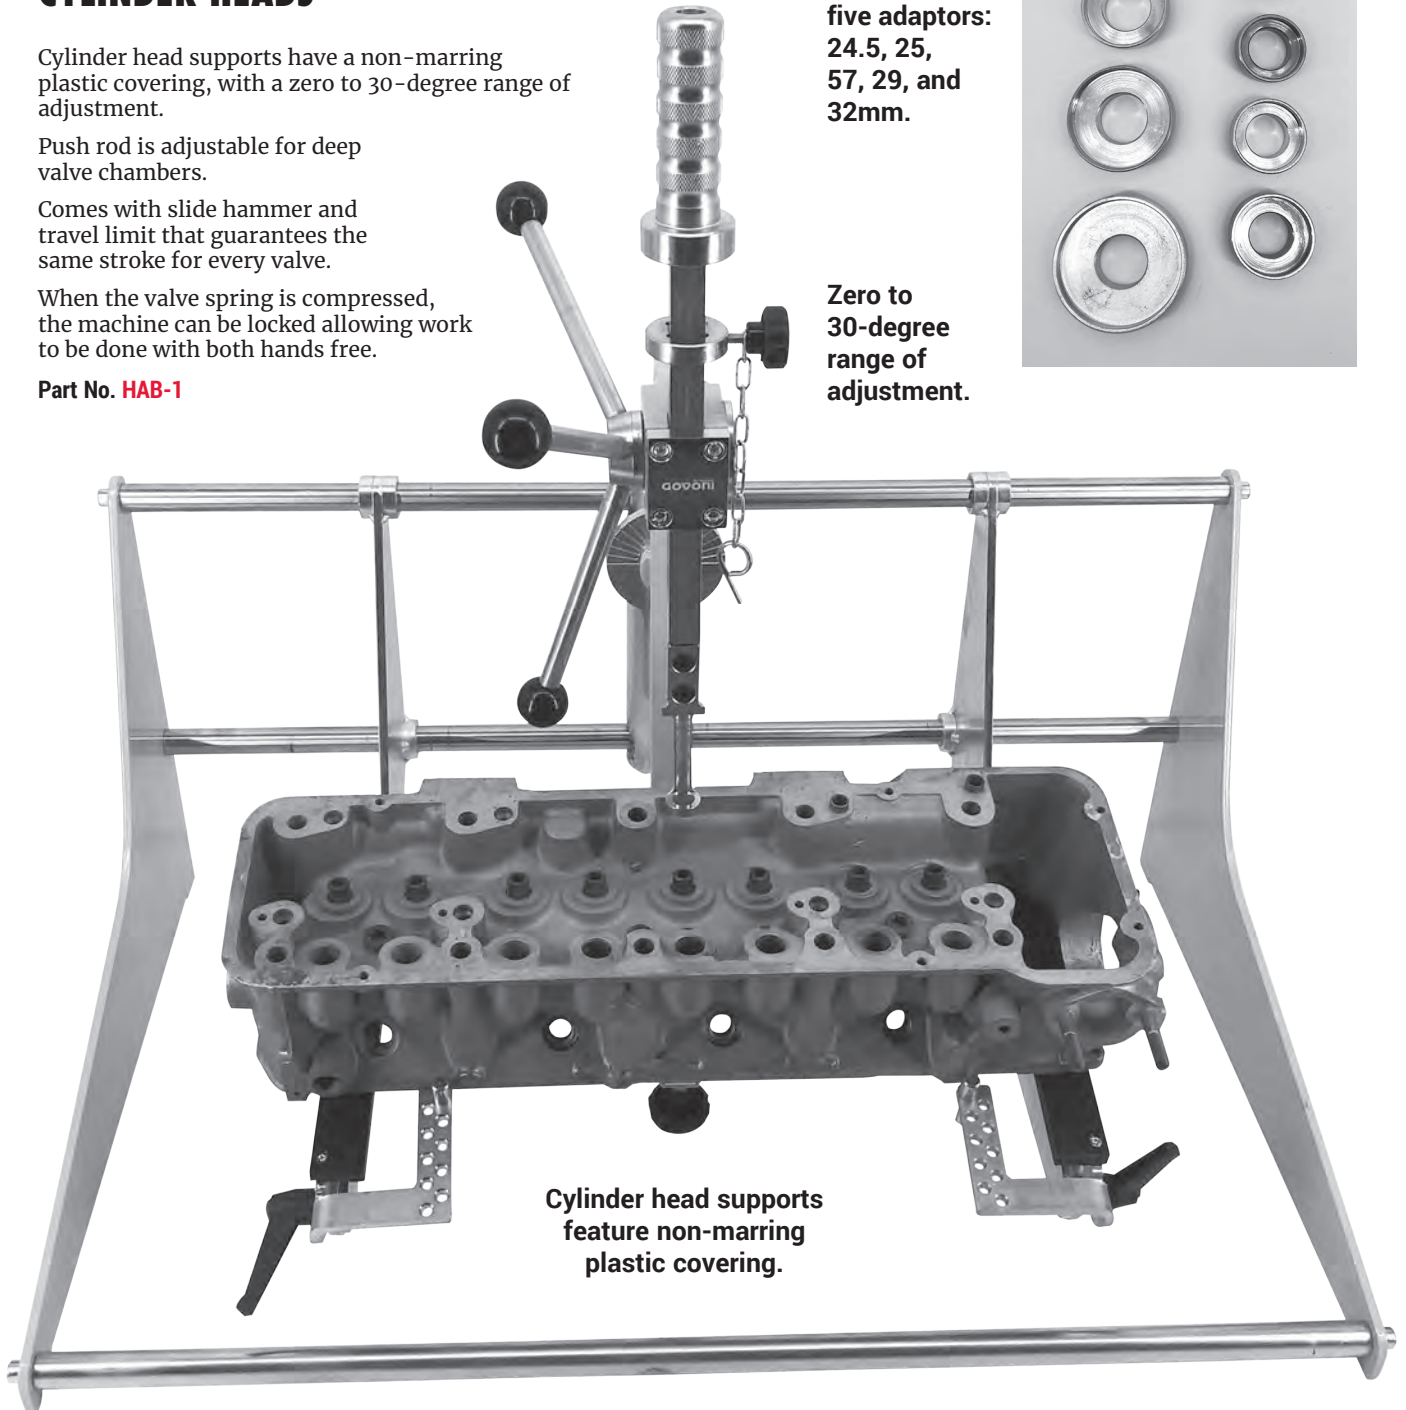 CYLINDER HEADS
Cylinder head supports have a non-marring
plastic covering, with a zero to 30-degree range of
adjustment.
Push rod is adjustable for deep
valve chambers.
Comes with slide hammer and
travel limit that guarantees the
same stroke for every valve.
When the valve spring is compressed,
the machine can be locked allowing work
to be done with both hands free.
Part No. HAB-1
five adaptors:
24.5, 25,
57, 29, and
32mm.
Zero to
30-degree
range of
adjustment.
Govoni
Cylinder head supports
feature non-marring
plastic covering.